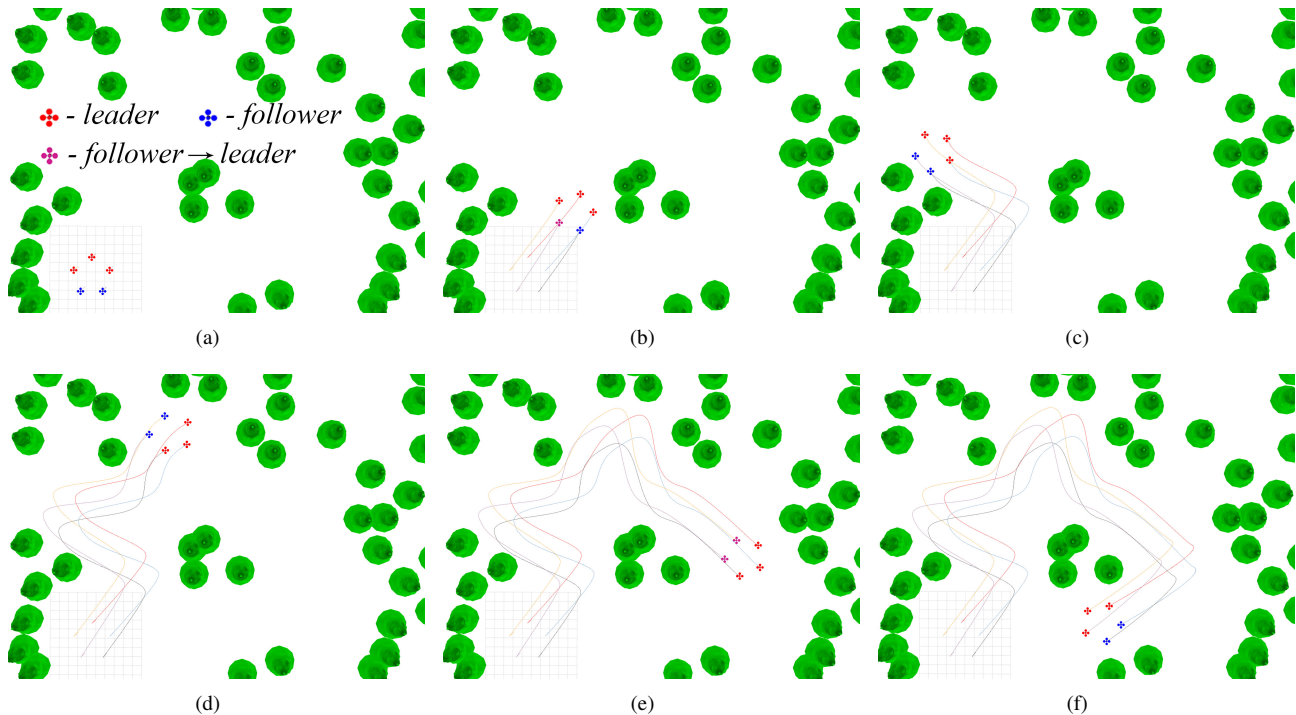 - leader - follower
- follower → leader
(a) (b) (c)
(d) (e) (f)